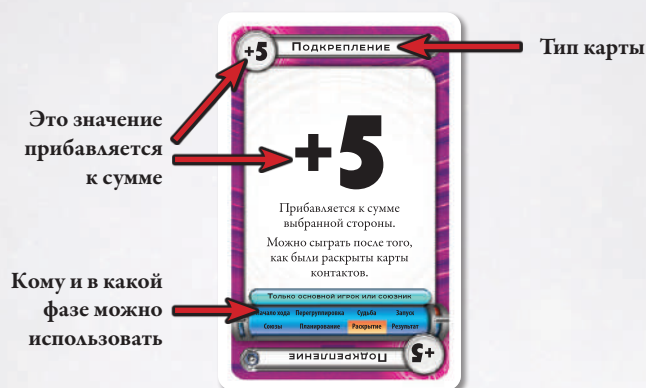 +5
Подкрепление
Тип карты
Это значение
прибавляется
к сумме
+5
Прибавляется к сумме
выбранной стороны.
Можно сыграть после того,
как были раскрыты карты
контактов.
Кому и в какой
фазе можно
использовать
Только основной игрок или союзник
Начало хода Перегруппировка Судьба Запуск
Союзы Планирование Раскрытие Результат
Подкрепление
+5